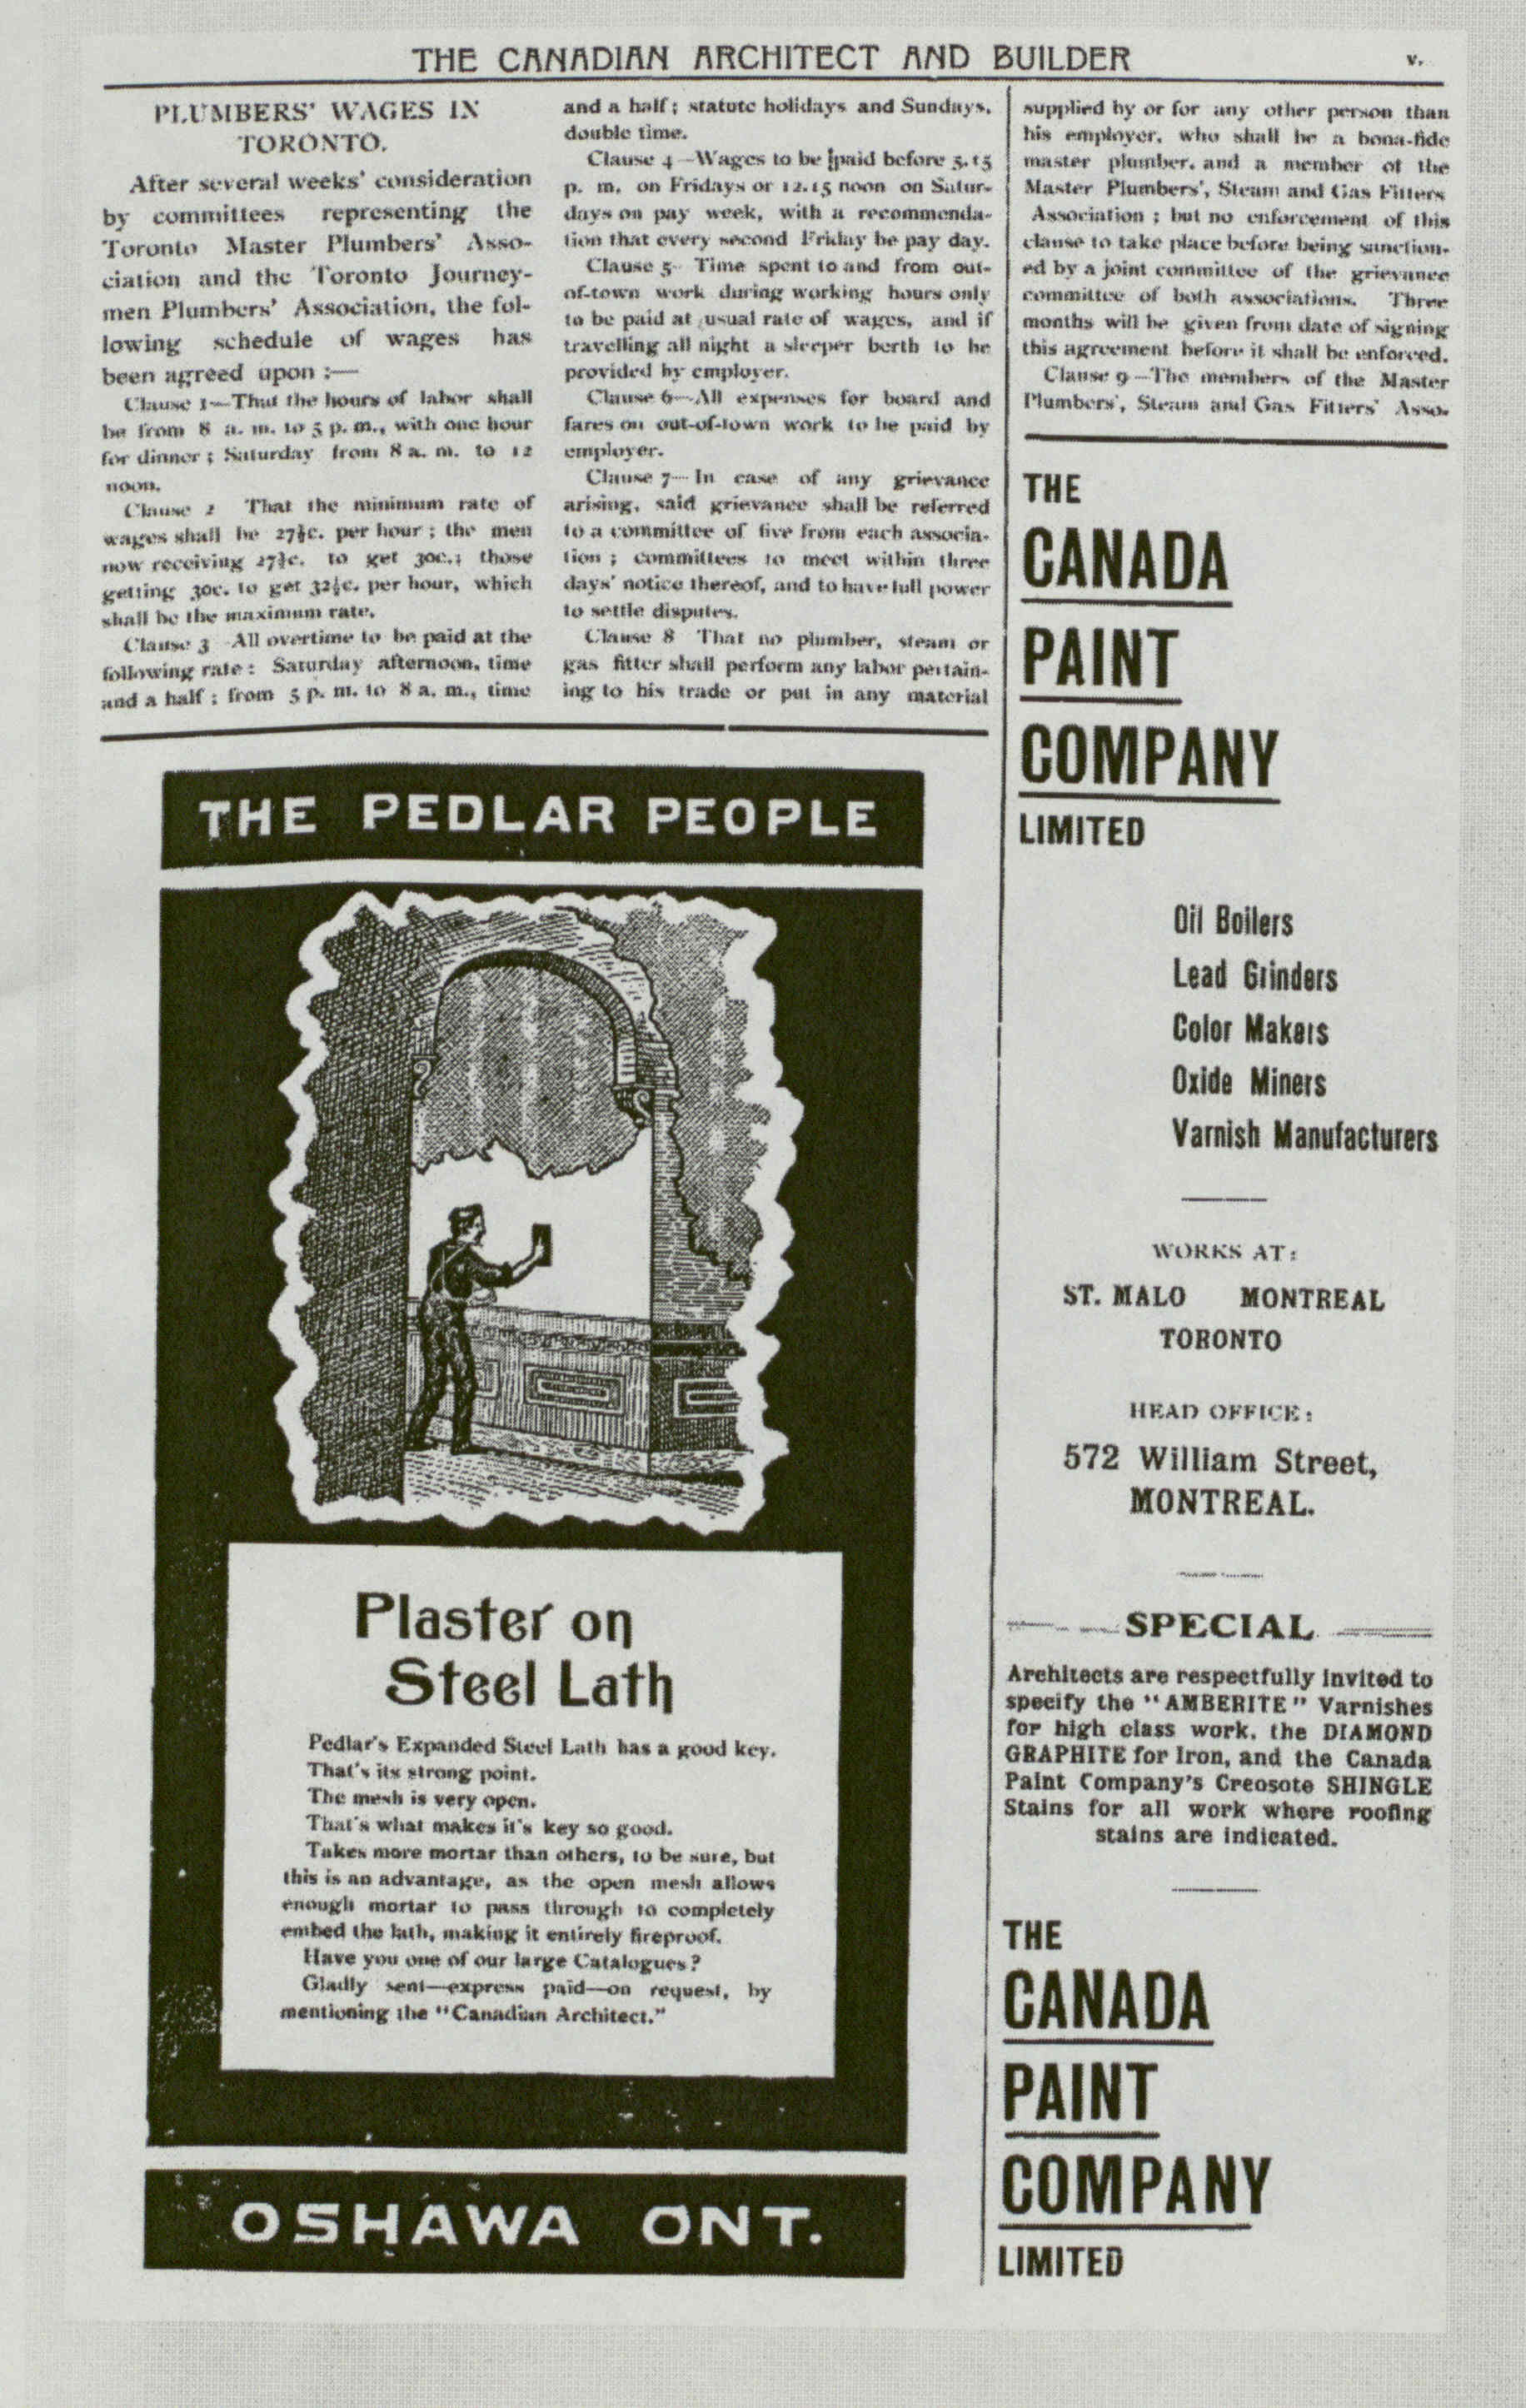 THE CANADIAN ARCHITECT AND BUILDER
v.
PLUMBERS' WAGES IN
TORONTO.
After several weeks' consideration
by committees representing the
Toronto Master Plumbers' Asso-
ciation and the Toronto Journey-
men Plumbers' Association, the fol-
lowing schedule of wages has
been agreed upon :—
Clause 1—That the hours of labor shall
be from 8 a. m. to 5 p. m., with one hour
for dinner ; Saturday from 8 a. m. to 12
noon.
Clause 2 That the minimum rate of
wages shall be 27½c. per hour ; the men
now receiving 27½c. to get 30c.; those
getting 30c. to get 32½c. per hour, which
shall be the maximum rate.
Clause 3 All overtime to be paid at the
following rate : Saturday afternoon, time
and a half ; from 5 p. m. to 8 a. m., time
and a half ; statute holidays and Sundays,
double time.
Clause 4—Wages to be paid before 5.15
p. m. on Fridays or 12.15 noon on Satur-
days on pay week, with a recommenda-
tion that every second Friday be pay day.
Clause 5- Time spent to and from out-
of-town work during working hours only
to be paid at usual rate of wages, and if
travelling all night a sleeper berth to be
provided by employer.
Clause 6—All expenses for board and
fares on out-of-town work to be paid by
employer.
Clause 7—In case of any grievance
arising, said grievance shall be referred
to a committee of five from each associa-
tion ; committees to meet within three
days' notice thereof, and to have full power
to settle disputes.
Clause 8 That no plumber, steam or
gas fitter shall perform any labor pertain-
ing to his trade or put in any material
supplied by or for any other person than
his employer, who shall be a bona-fide
master plumber, and a member of the
Master Plumbers', Steam and Gas Fitters
Association ; but no enforcement of this
clause to take place before being sanction-
ed by a joint committee of the grievance
committee of both associations. Three
months will be given from date of signing
this agreement before it shall be enforced.
Clause 9—The members of the Master
Plumbers', Steam and Gas Fitters' Asso-
THE PEDLAR PEOPLE
Plaster on
Steel Lath
Pedlar's Expanded Steel Lath has a good key.
That's its strong point.
The mesh is very open.
That's what makes it's key so good.
Takes more mortar than others, to be sure, but
this is an advantage, as the open mesh allows
enough mortar to pass through to completely
embed the lath, making it entirely fireproof.
Have you one of our large Catalogues?
Gladly sent—express paid—on request, by
mentioning the "Canadian Architect."
OSHAWA ONT.
THE
CANADA
PAINT
COMPANY
LIMITED
Oil Boilers
Lead Grinders
Color Makers
Oxide Miners
Varnish Manufacturers
WORKS AT:
ST. MALO MONTREAL
TORONTO
HEAD OFFICE:
572 William Street,
MONTREAL.
SPECIAL
Architects are respectfully invited to
specify the "AMBERITE" Varnishes
for high class work, the DIAMOND
GRAPHITE for Iron, and the Canada
Paint Company's Creosote SHINGLE
Stains for all work where roofing
stains are indicated.
THE
CANADA
PAINT
COMPANY
LIMITED